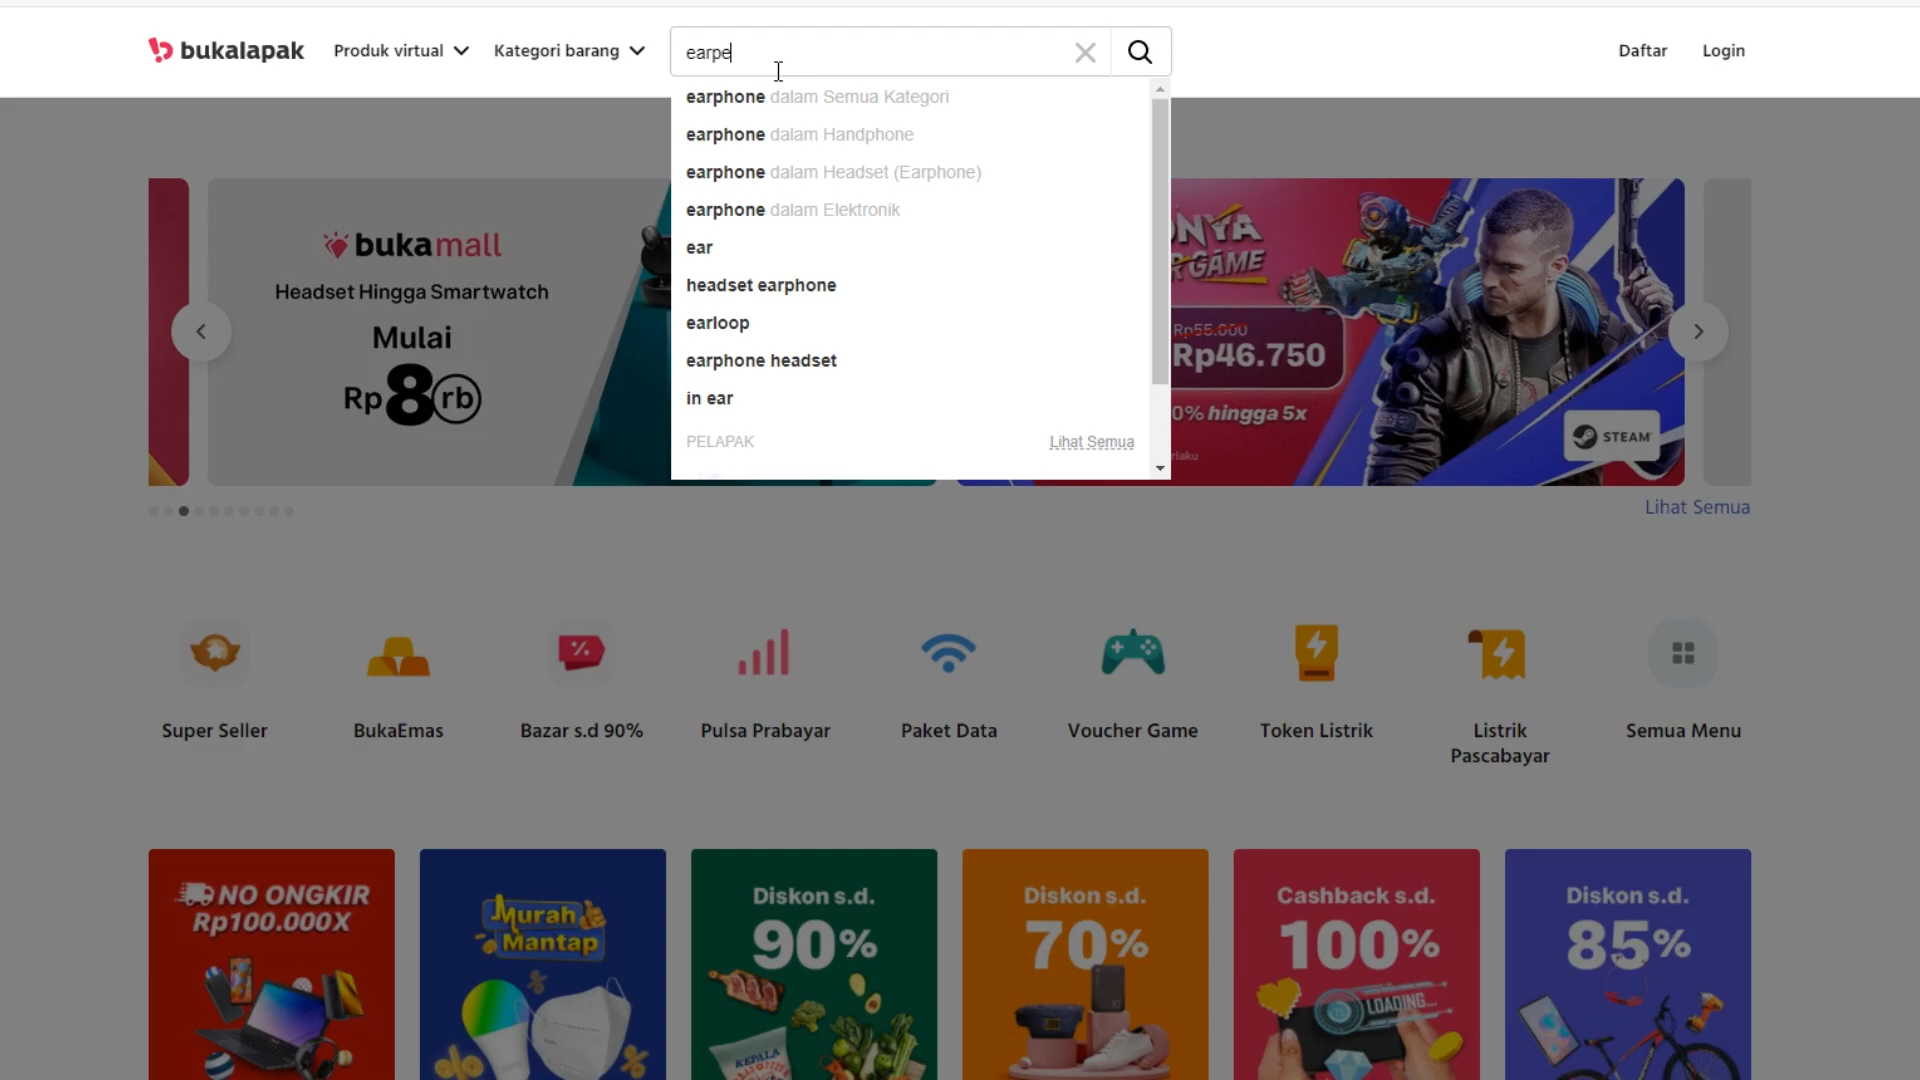 bukalapak
Produk virtual
Kategori barang
earpe
Daftar
Login
earphone dalam Semua Kategori
earphone dalam Handphone
earphone dalam Headset (Earphone)
earphone dalam Elektronik
ear
headset earphone
earloop
earphone headset
in ear
PELAPAK
Lihat Semua
bukamall
Headset Hingga Smartwatch
Mulai
Rp8rb
NYA
GAME
Rp55.000
Rp46.750
0% hingga 5x
STEAM
laku
Lihat Semua
Super Seller
BukaEmas
Bazar s.d 90%
Pulsa Prabayar
Paket Data
Voucher Game
Token Listrik
Listrik
Pascabayar
Semua Menu
NO ONGKIR
Rp100.000X
Murah
Mantap
Diskon s.d.
90%
KEPALA
Diskon s.d.
70%
Cashback s.d.
100%
LOADING...
Diskon s.d.
85%